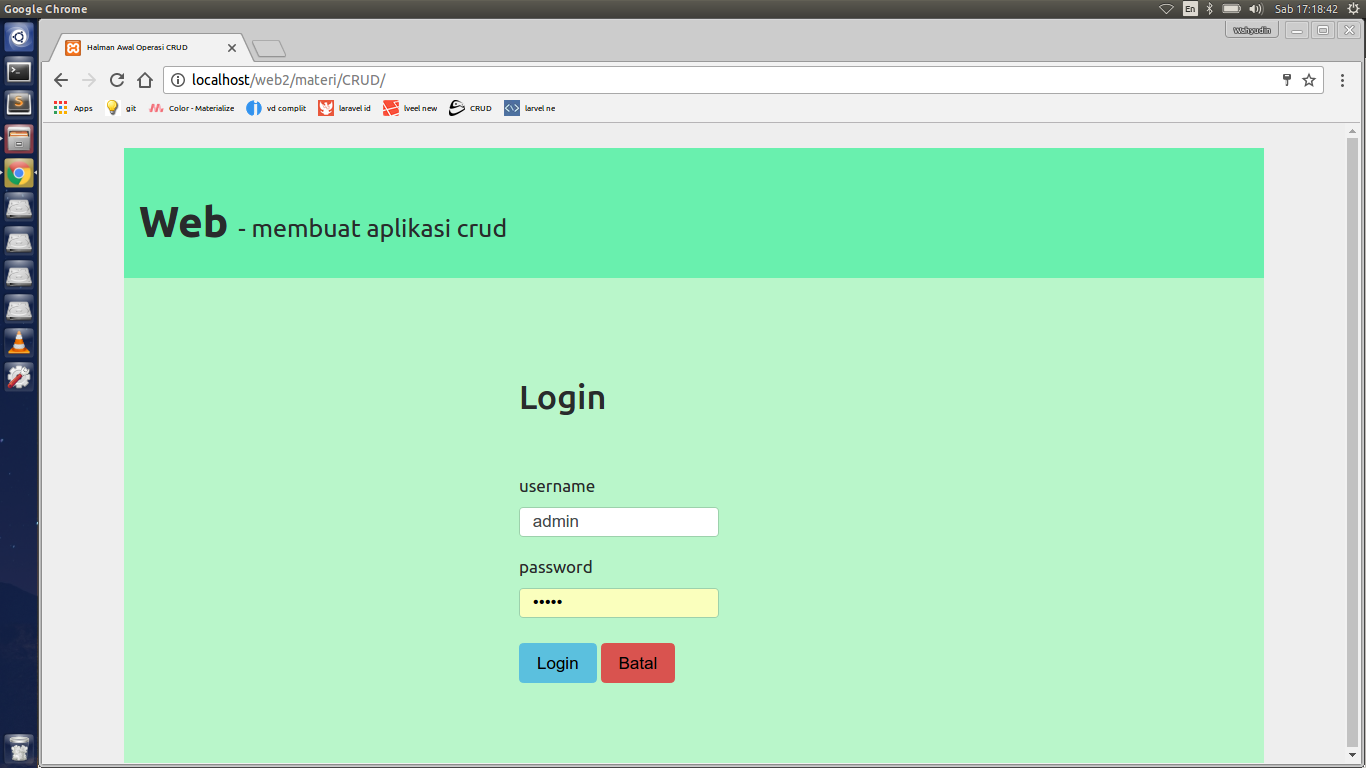 Google Chrome
En
Sab 17:18:42
Wahyudin
Halman Awal Operasi CRUD
localhost/web2/materi/CRUD/
Apps git Color - Materialize vd complit laravel id lveel new CRUD larvel ne
Web - membuat aplikasi crud
Login
username
admin
password
•••••
Login Batal